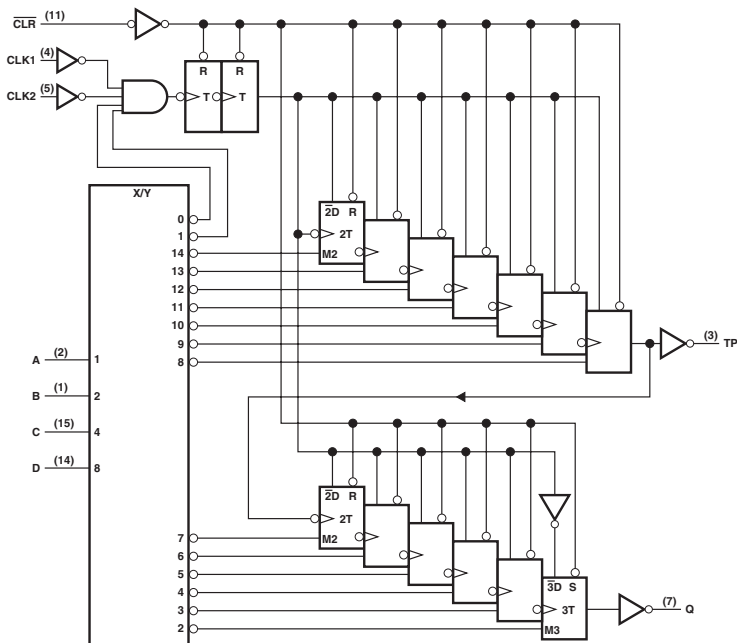 CLR (11)
CLK1 (4)
CLK2 (5)
R R
T T
X/Y
0
1
14
13
12
11
10
9
8
2D R
2T
M2
(3) TP
A (2) 1
B (1) 2
C (15) 4
D (14) 8
2D R
2T
M2
7
6
5
4
3
2
3D S
3T
M3
(7) Q